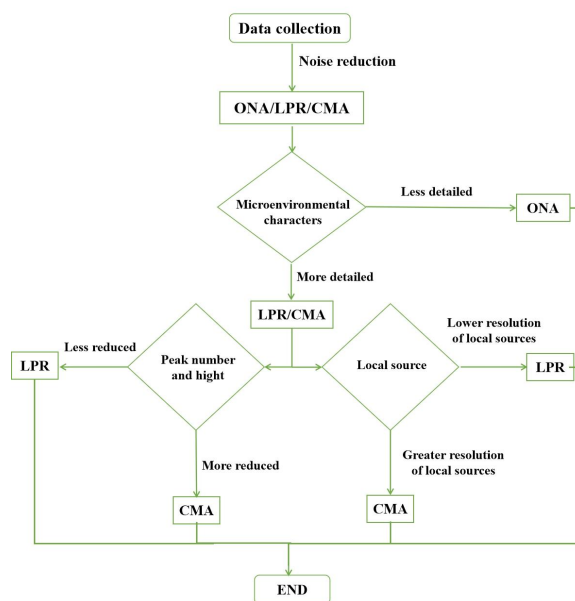 Data collection
Noise reduction
ONA/LPR/CMA
Microenvironmental
characters
Less detailed
ONA
More detailed
LPR/CMA
Less reduced
LPR
Peak number
and hight
Local source
Lower resolution
of local sources
LPR
More reduced
Greater resolution
of local sources
CMA
CMA
END